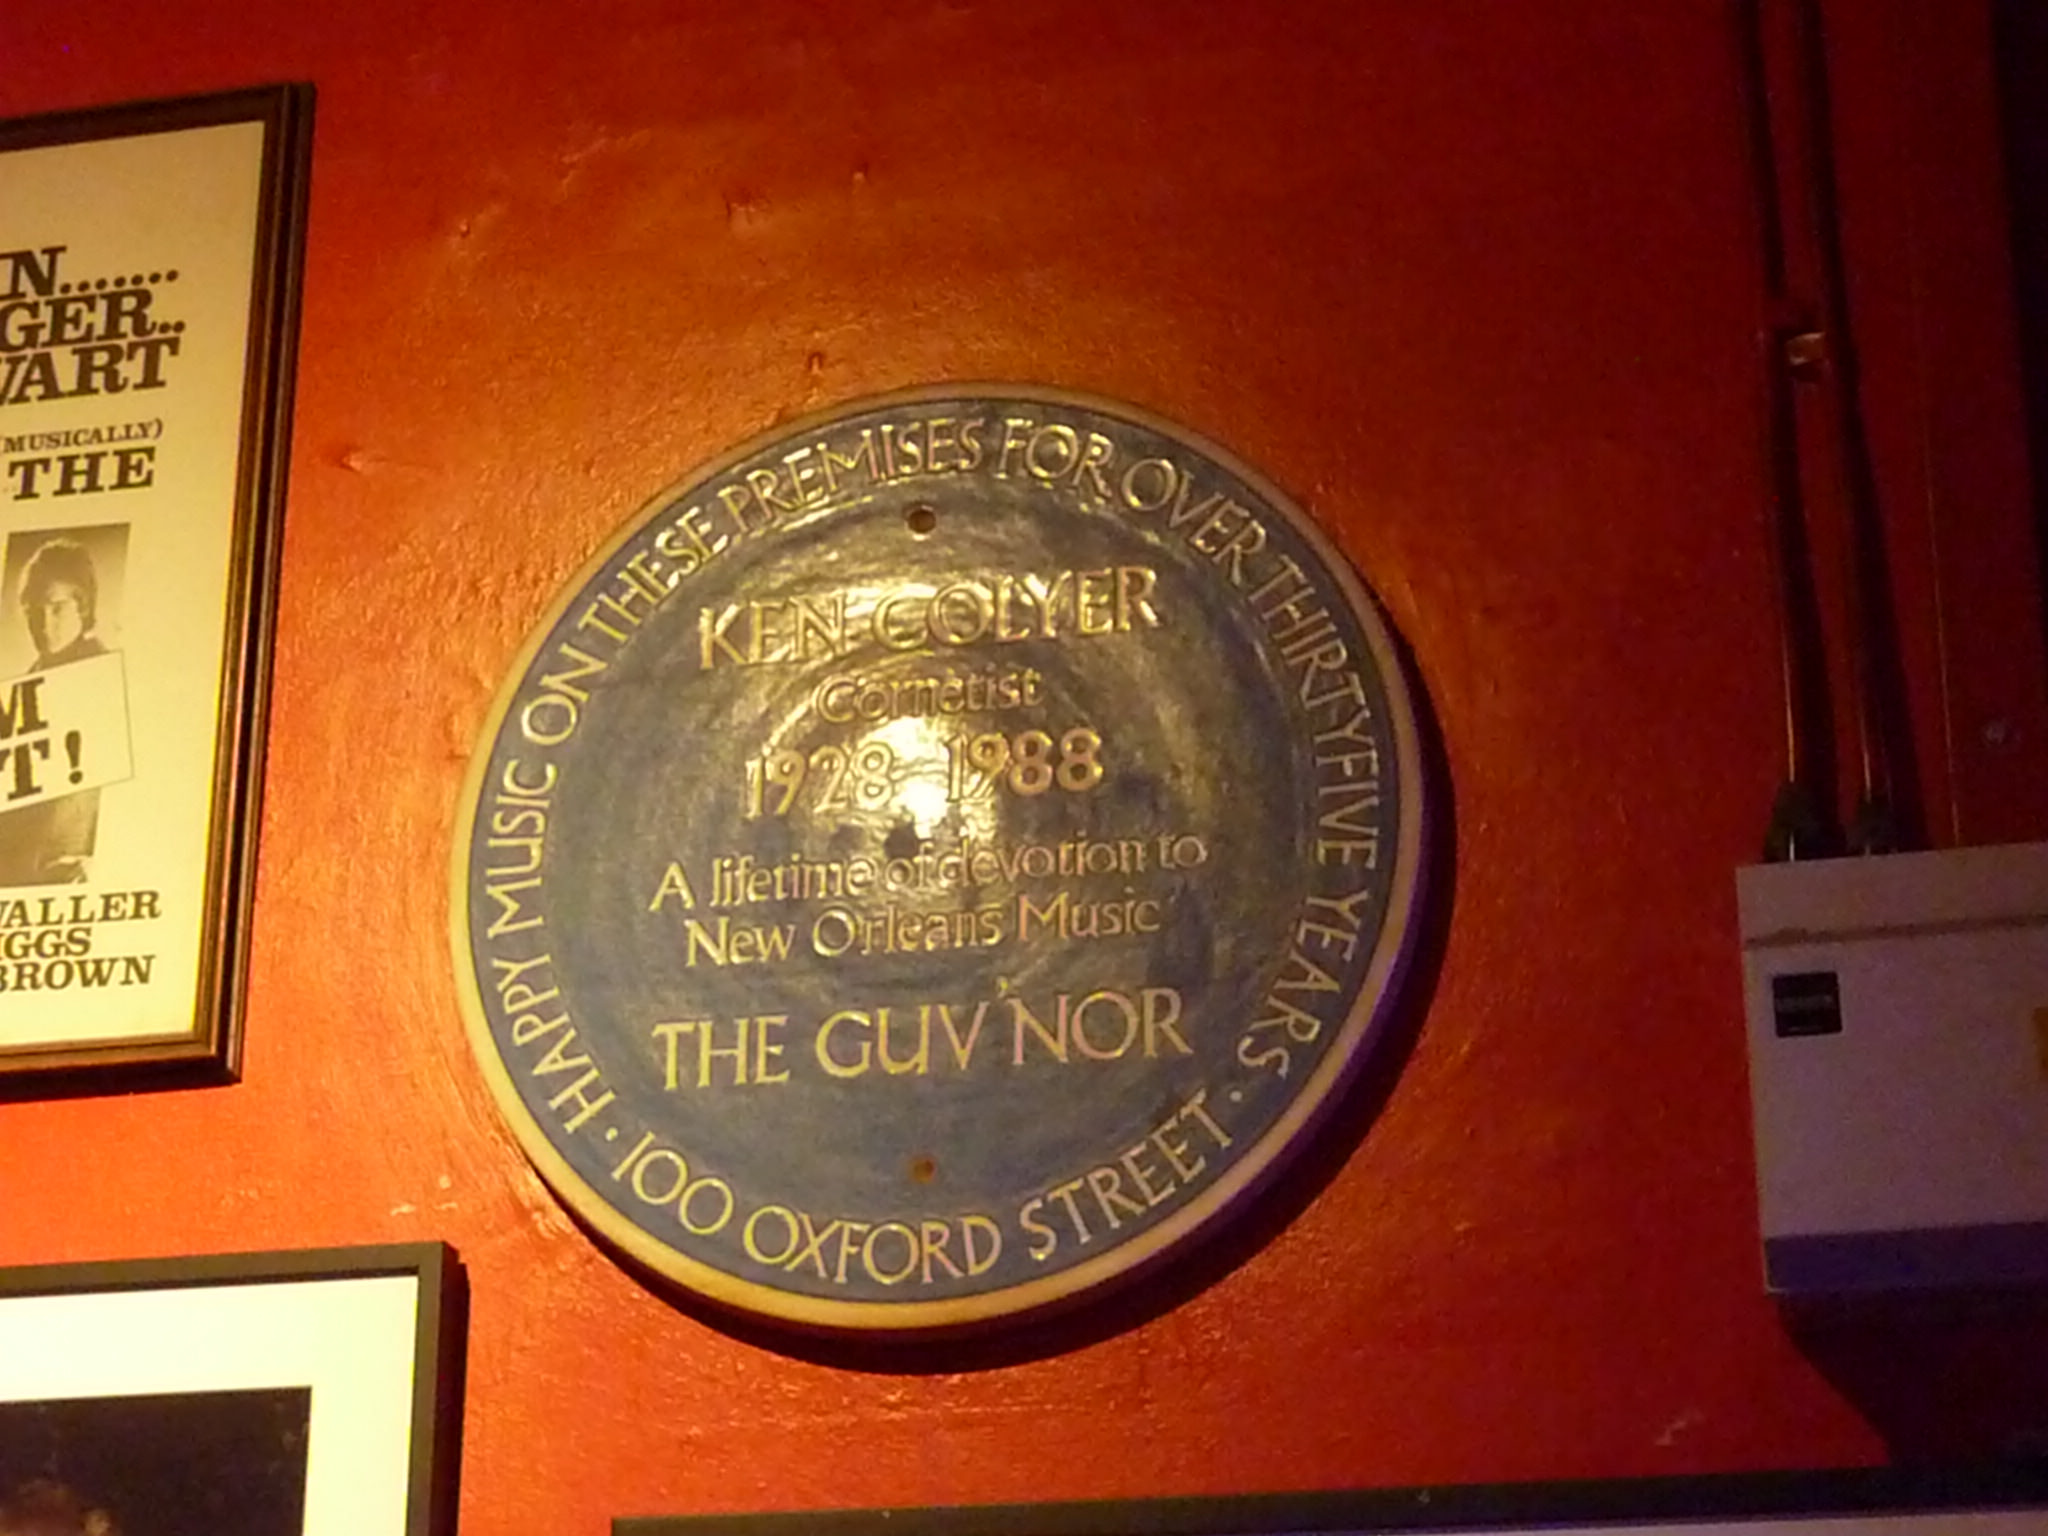 N.......
GER..
WART
(MUSICALLY)
THE
M
T!
WALLER
IGGS
BROWN
HAPPY MUSIC ON THESE PREMISES FOR OVER THIRTYFIVE YEARS · 100 OXFORD STREET ·
KEN COLYER
Cornetist
1928 - 1988
A lifetime of devotion to
New Orleans Music
THE GUV'NOR